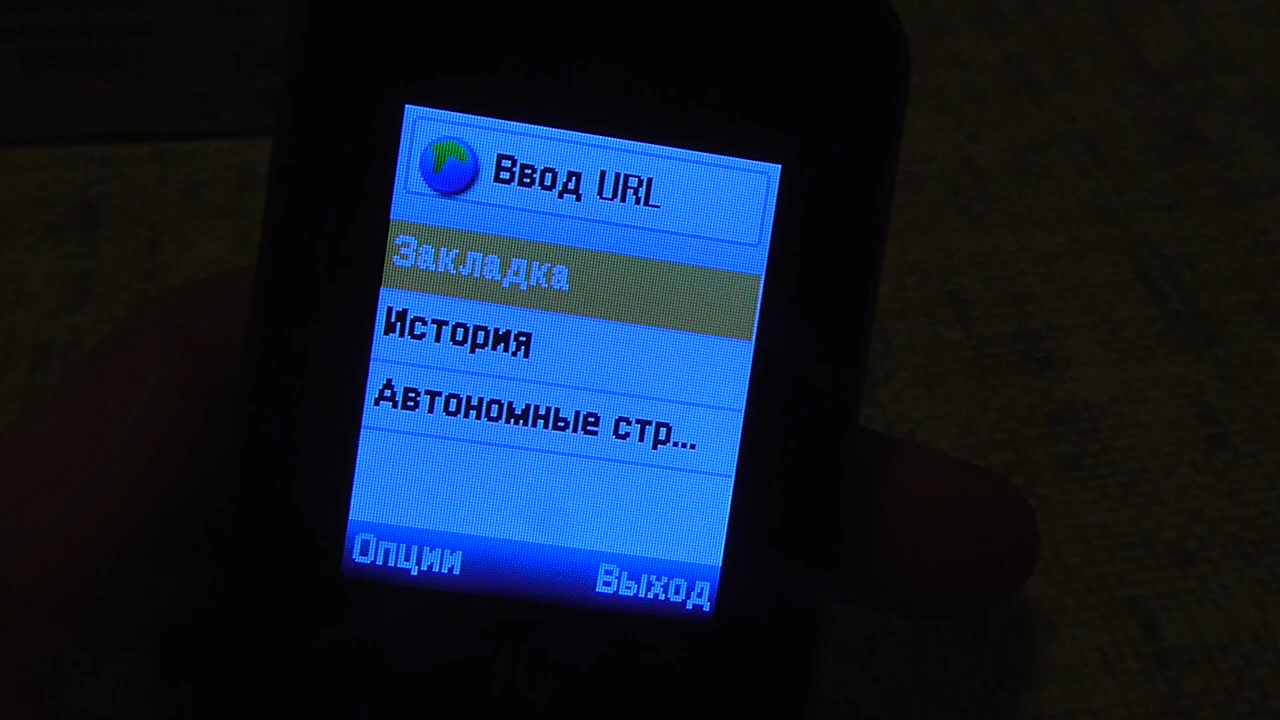 Ввод URL
Закладка
История
Автономные стр...
Опции
Выход